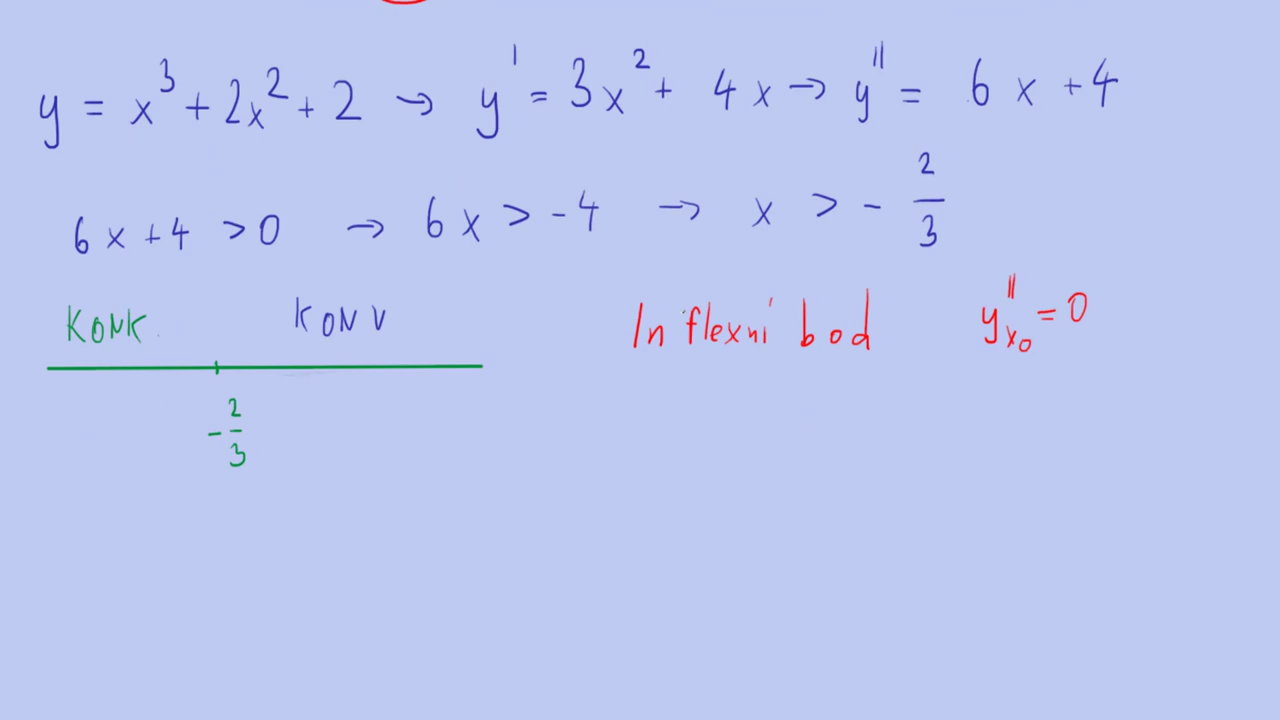 y = x³ + 2x² + 2 → y' = 3x² + 4x → y'' = 6x + 4
6x + 4 > 0 → 6x > -4 → x > - 2/3
KONK. KONV Inflexní bod y''ₓ₀ = 0
- 2/3